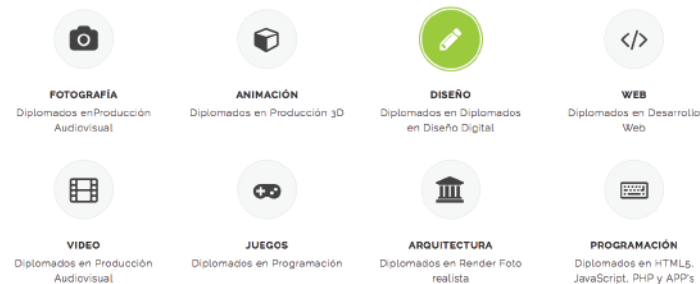 FOTOGRAFÍA
Diplomados enProducción
Audiovisual
ANIMACIÓN
Diplomados en Producción 3D
DISEÑO
Diplomados en Diplomados
en Diseño Digital
WEB
Diplomados en Desarrollo
Web
VIDEO
Diplomados en Producción
Audiovisual
JUEGOS
Diplomados en Programación
ARQUITECTURA
Diplomados en Render Foto
realista
PROGRAMACIÓN
Diplomados en HTML5,
JavaScript, PHP y APP's